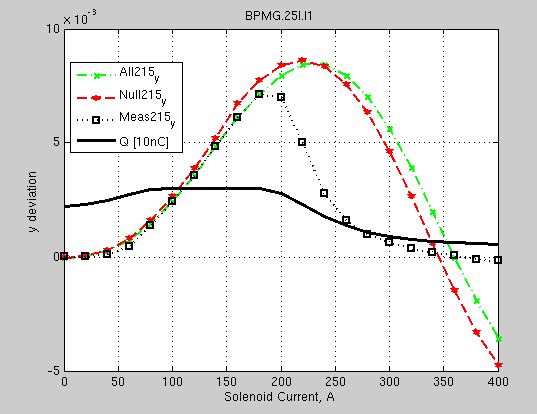 BPMG.25I.I1
× 10⁻³
10
5
0
-5
y deviation
All215y
Null215y
Meas215y
Q [10nC]
0 50 100 150 200 250 300 350 400
Solenoid Current, A